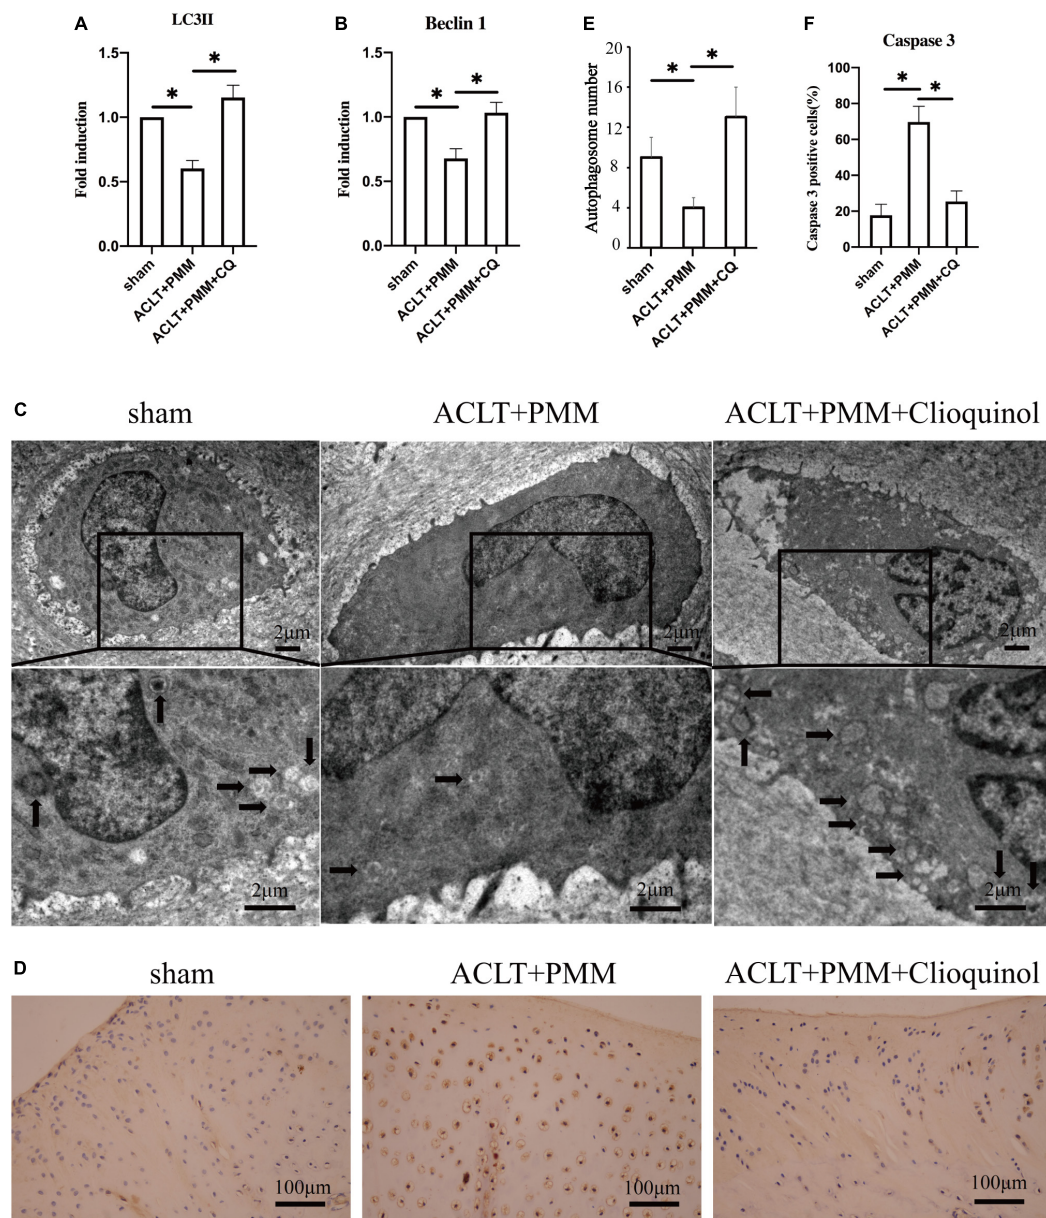 A
LC3II
Fold induction
1.5
1.0
0.5
0.0
*
*
sham
ACLT+PMM
ACLT+PMM+CQ
B
Beclin 1
Fold induction
1.5
1.0
0.5
0.0
*
*
sham
ACLT+PMM
ACLT+PMM+CQ
E
Autophagosome number
20
16
12
8
4
0
*
*
sham
ACLT+PMM
ACLT+PMM+CQ
F
Caspase 3
Caspase 3 positive cells(%)
100
80
60
40
20
0
*
*
sham
ACLT+PMM
ACLT+PMM+CQ
C
sham
ACLT+PMM
ACLT+PMM+Clioquinol
2μm
2μm
2μm
2μm
2μm
2μm
D
sham
ACLT+PMM
ACLT+PMM+Clioquinol
100μm
100μm
100μm